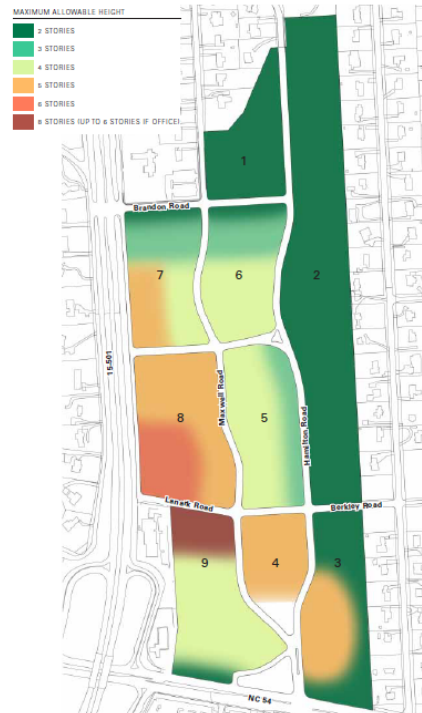 MAXIMUM ALLOWABLE HEIGHT
2 STORIES
3 STORIES
4 STORIES
5 STORIES
6 STORIES
8 STORIES (UP TO 6 STORIES IF OFFICE)
1
Brandon Road
7
6
2
15-501
Maxwell Road
8
5
Hamilton Road
Lanark Road
Berkley Road
9
4
3
NC 54